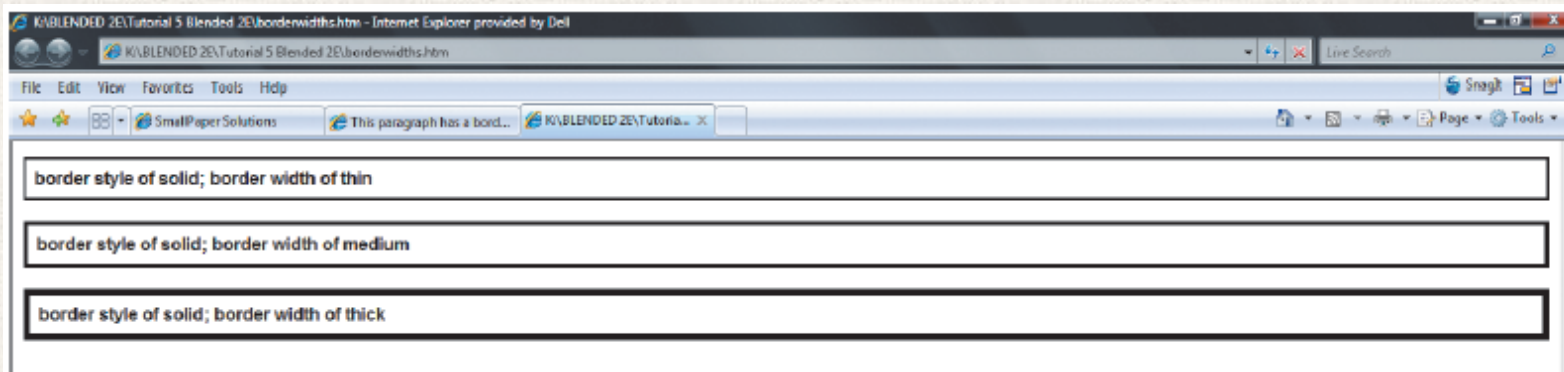 K:\BLENDED 2E\Tutorial 5 Blended 2E\borderwidths.htm - Internet Explorer provided by Dell
K:\BLENDED 2E\Tutorial 5 Blended 2E\borderwidths.htm Live Search
File Edit View Favorites Tools Help SnagIt
SmallPaperSolutions This paragraph has a bord... K:\BLENDED 2E\Tutoria... Page Tools
border style of solid; border width of thin
border style of solid; border width of medium
border style of solid; border width of thick